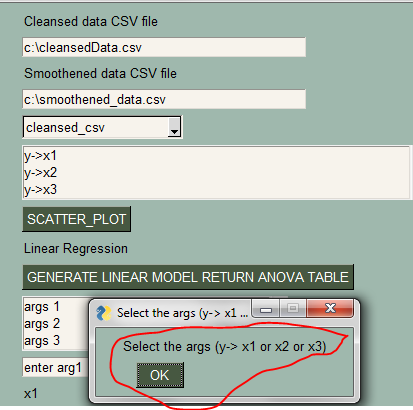 Cleansed data CSV file
c:\cleansedData.csv
Smoothened data CSV file
c:\smoothened_data.csv
cleansed_csv
y->x1
y->x2
y->x3
SCATTER_PLOT
Linear Regression
GENERATE LINEAR MODEL RETURN ANOVA TABLE
args 1
args 2
args 3
Select the args (y-> x1 ...
Select the args (y-> x1 or x2 or x3)
OK
enter arg1
x1